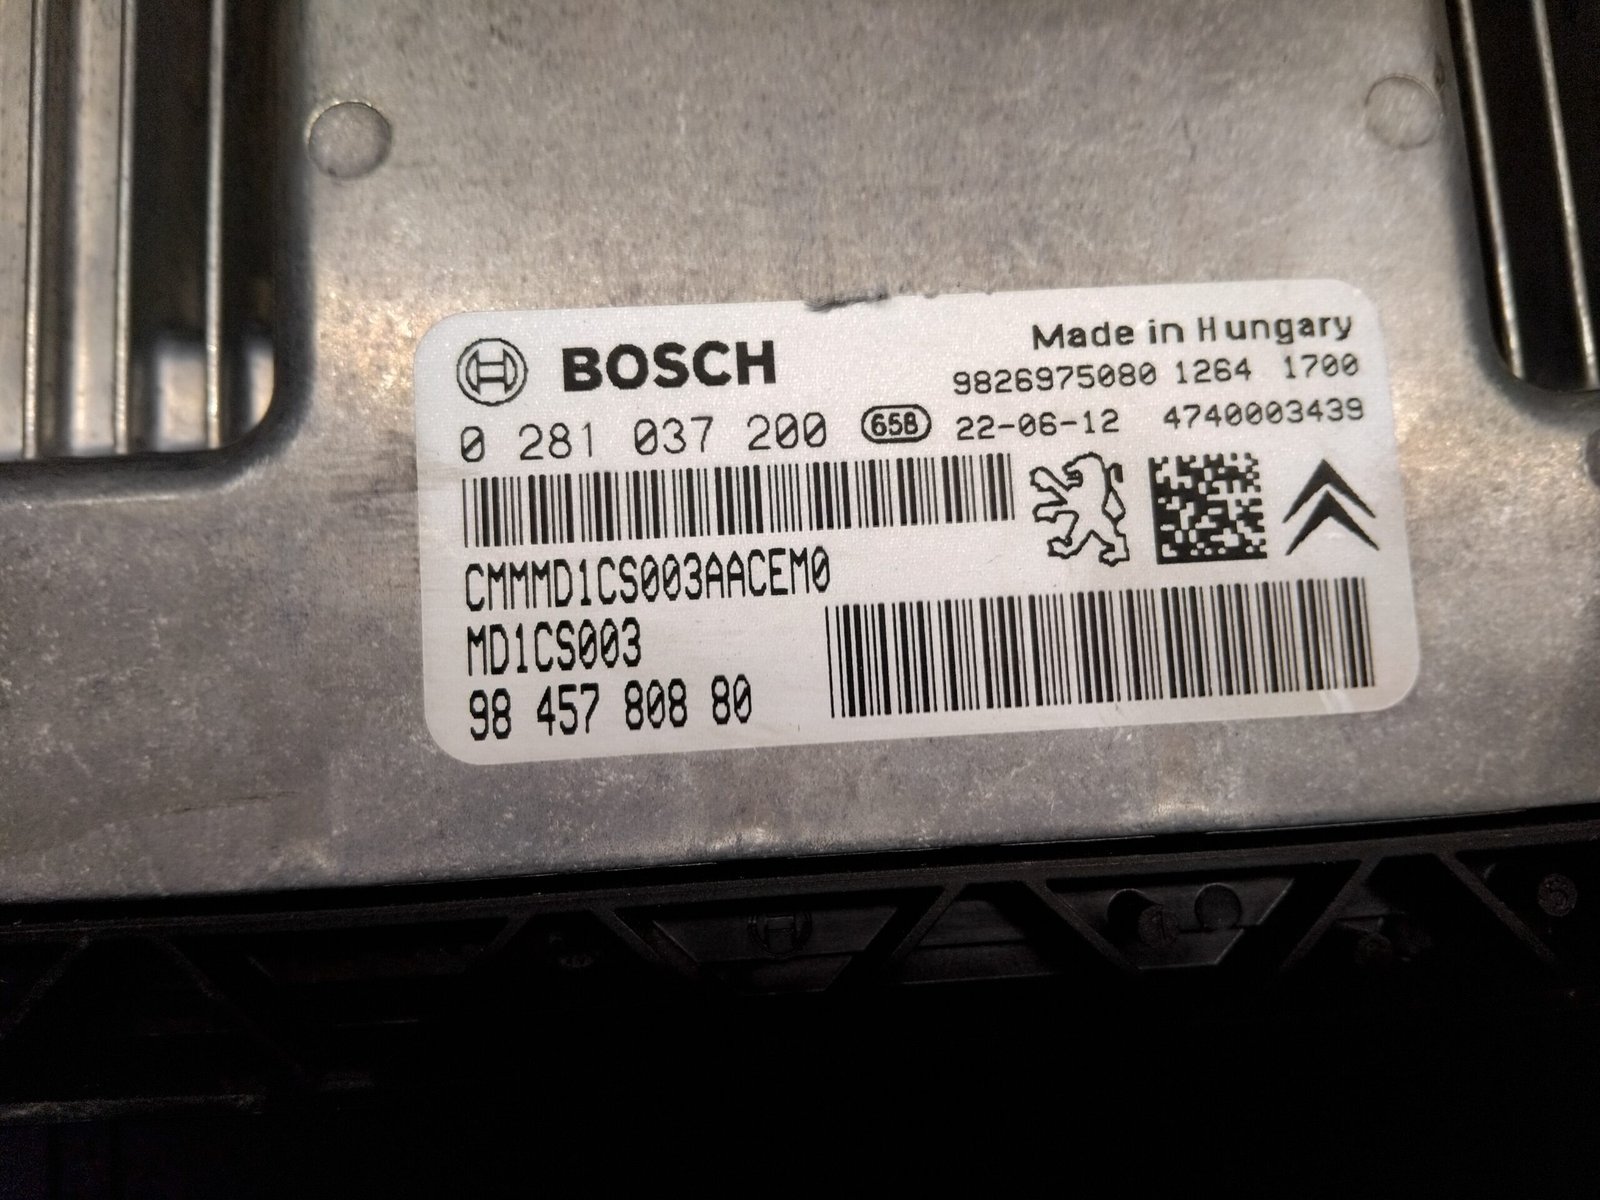 BOSCH
Made in Hungary
9826975080 1264 1700
0 281 037 200 658 22-06-12 4740003439
CMMMD1CS003AACEM0
MD1CS003
98 457 808 80